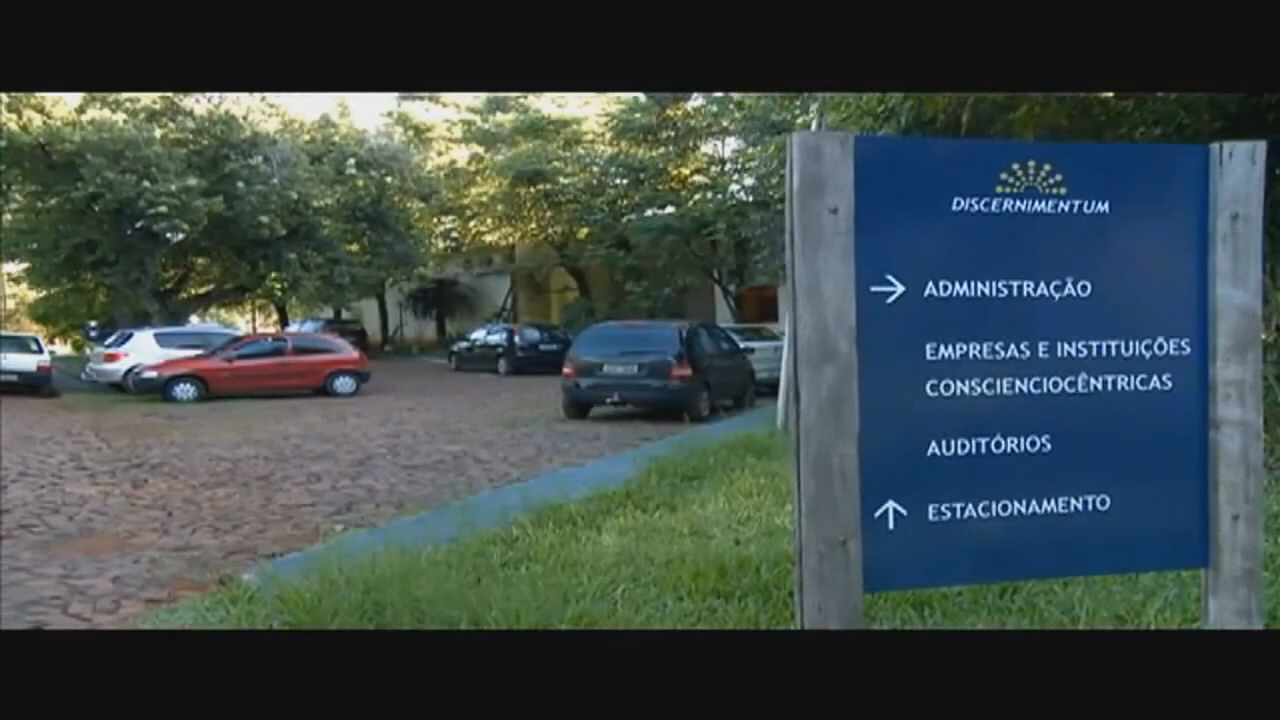 DISCERNIMENTUM
→ ADMINISTRAÇÃO
EMPRESAS E INSTITUIÇÕES
CONSCIENCIOCÊNTRICAS
AUDITÓRIOS
↑ ESTACIONAMENTO